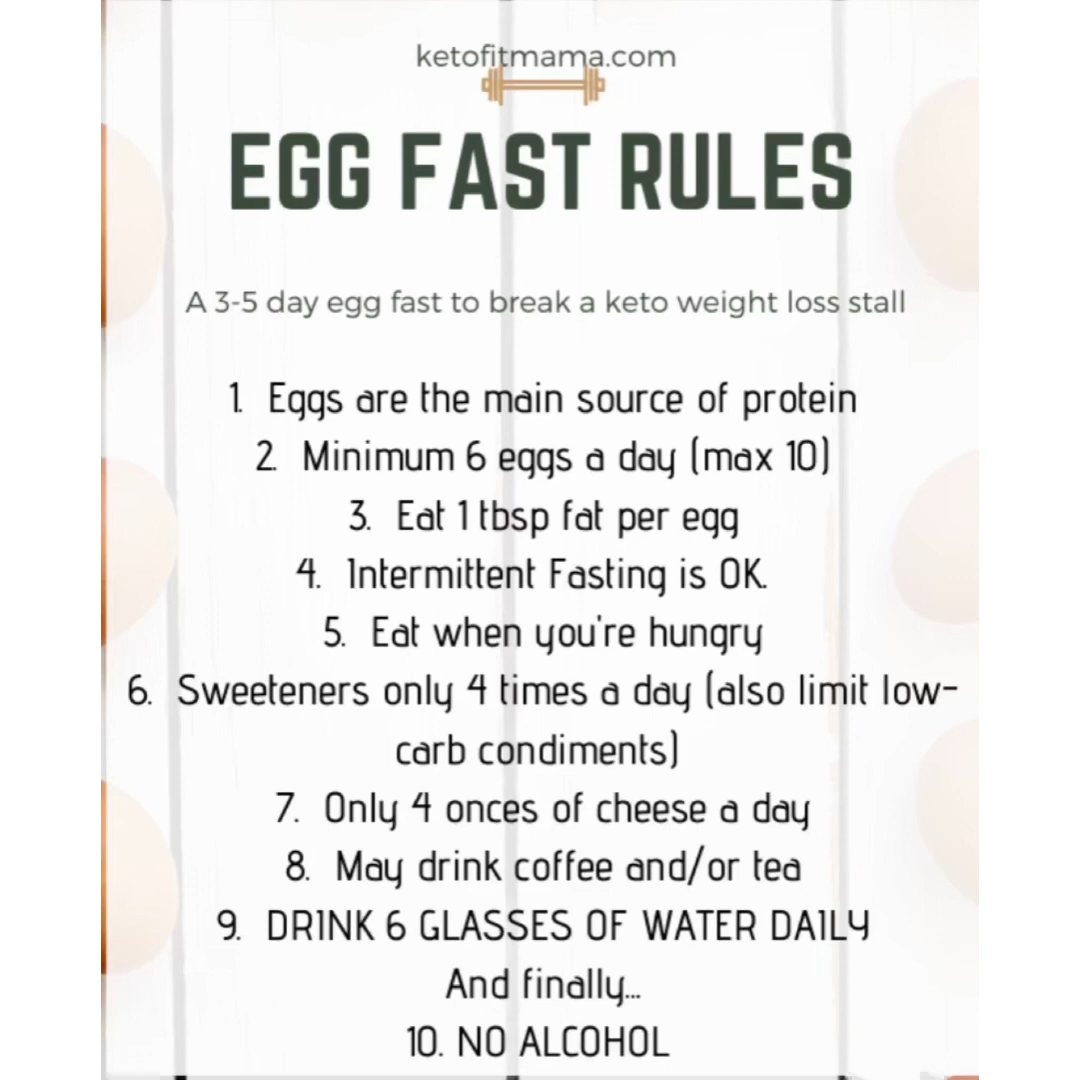 ketofitmama.com
EGG FAST RULES
A 3-5 day egg fast to break a keto weight loss stall
1. Eggs are the main source of protein
2. Minimum 6 eggs a day (max 10)
3. Eat 1 tbsp fat per egg
4. Intermittent Fasting is OK.
5. Eat when you're hungry
6. Sweeteners only 4 times a day (also limit low-
carb condiments)
7. Only 4 onces of cheese a day
8. May drink coffee and/or tea
9. DRINK 6 GLASSES OF WATER DAILY
And finally...
10. NO ALCOHOL